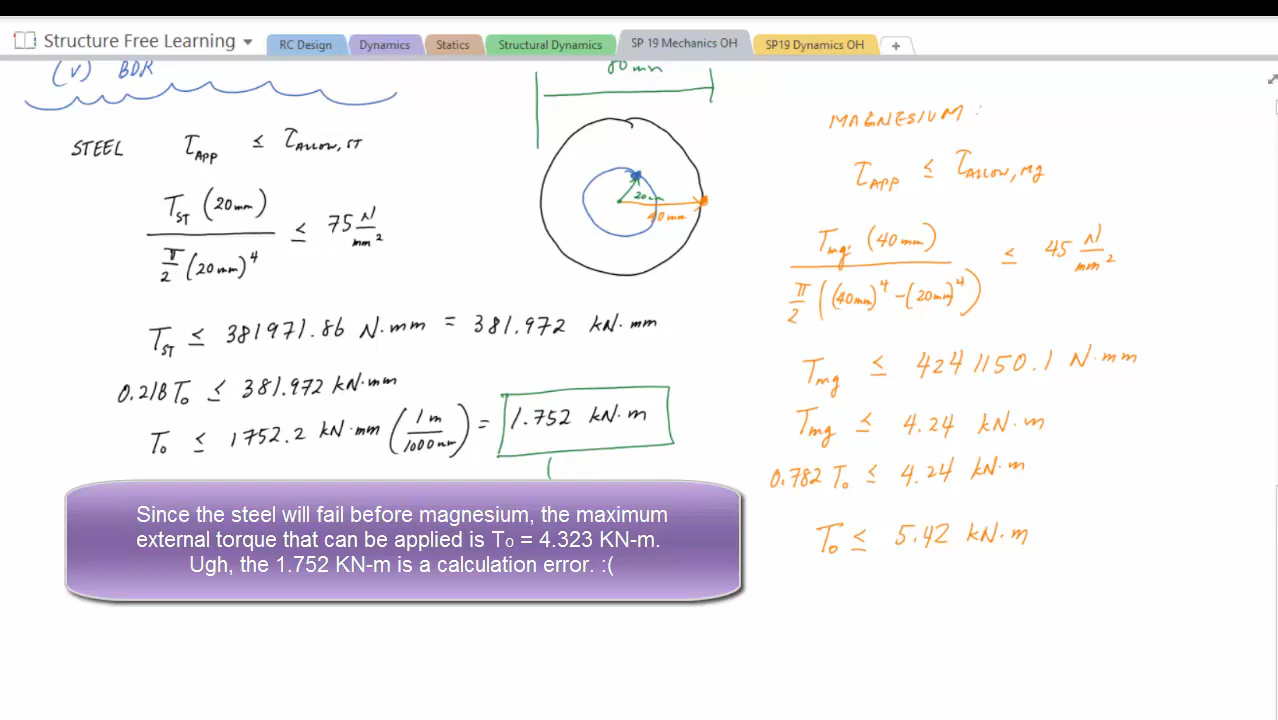 Structure Free Learning
RC Design
Dynamics
Statics
Structural Dynamics
SP 19 Mechanics OH
SP19 Dynamics OH
+
(V) BDR
80mm
STEEL τAPP ≤ τALLOW, ST
TST (20mm) / π/2 (20mm)^4 ≤ 75 N/mm²
TST ≤ 381971.86 N·mm = 381.972 kN·mm
0.218 To ≤ 381.972 kN·mm
To ≤ 1752.2 kN·mm (1m/1000mm) = 1.752 kN·m
20mm
40mm
MAGNESIUM:
τAPP ≤ τALLOW, Mg
Tmg (40mm) / π/2 ((40mm)^4 - (20mm)^4) ≤ 45 N/mm²
Tmg ≤ 4241150.1 N·mm
Tmg ≤ 4.24 kN·m
0.782 To ≤ 4.24 kN·m
To ≤ 5.42 kN·m
Since the steel will fail before magnesium, the maximum
external torque that can be applied is To = 4.323 KN-m.
Ugh, the 1.752 KN-m is a calculation error. :(